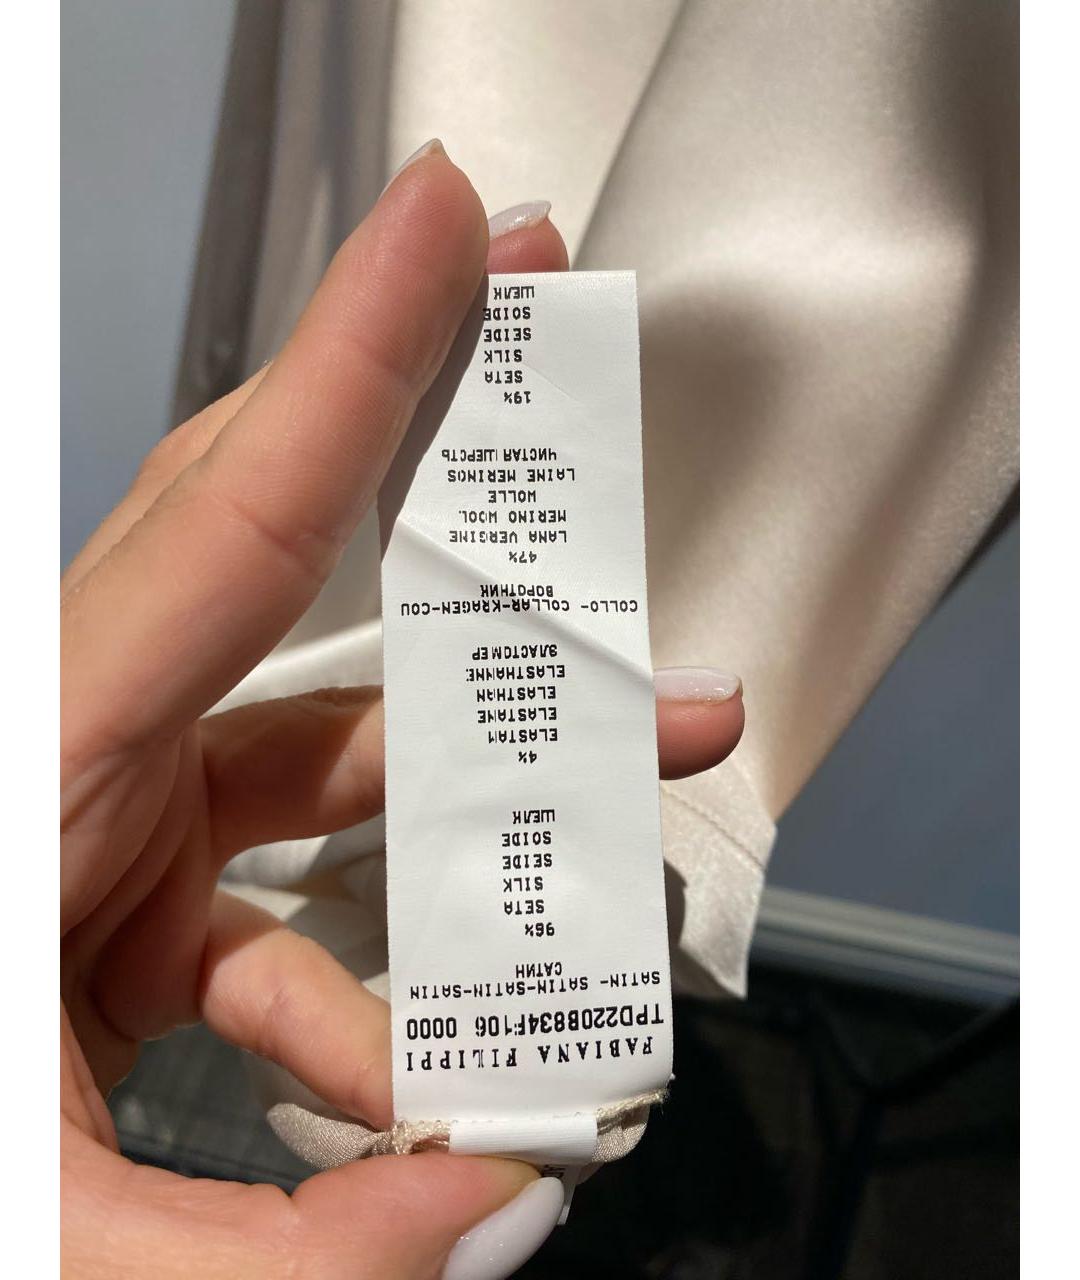 FABIANA FILIPPI
TPD220B834F106 0000
SATIN- SATIN-SATIN-SATIN
САТИН
96%
SETA
SILK
SEIDE
SOIDE
ШЕЛК
4%
ELASTAM
ELASTANE
ELASTHAN
ELASTHANNE.
ЭЛАСТОМЕР
COLLO- COLLAR-KRAGEN-COU
ВОРОТНИК
47%
LANA VERGINE
MERINO WOOL.
WOLLE
LAINE MERINOS
ЧИСТАЯ ШЕРСТЬ
19%
SETA
SILK
SEIDE
SOIDE
ШЕЛК